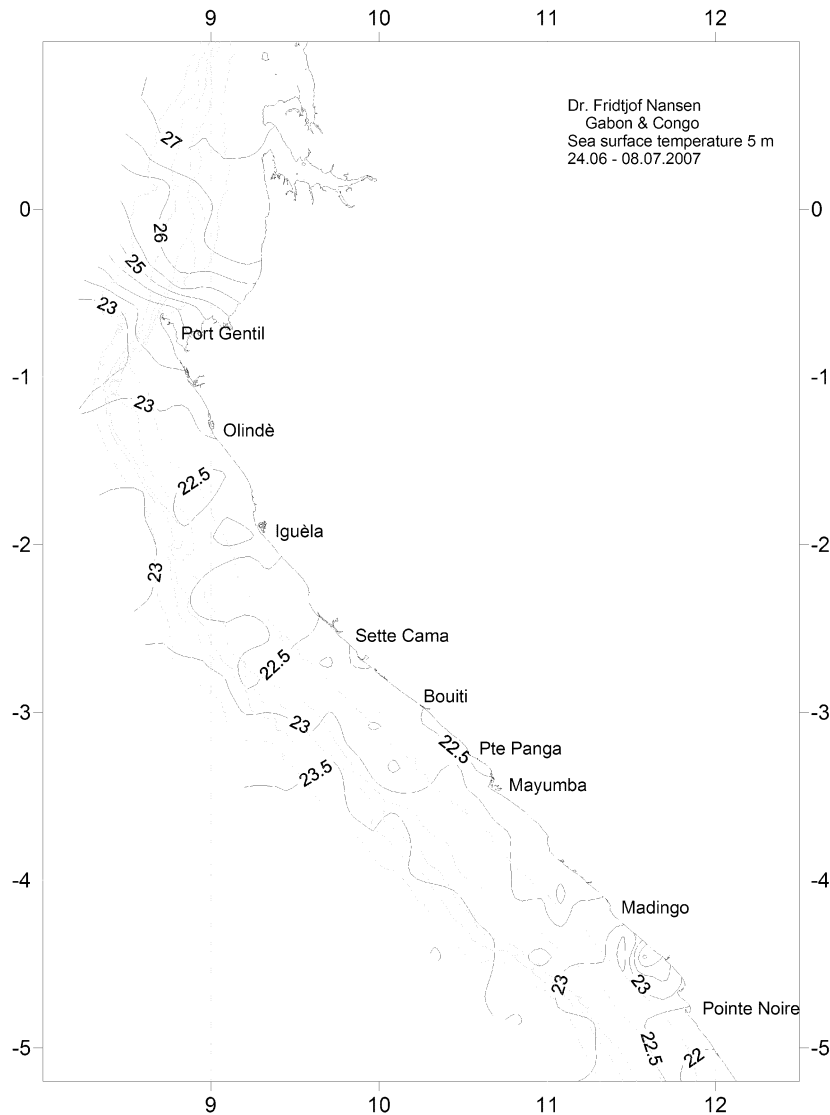 9 10 11 12
Dr. Fridtjof Nansen
Gabon & Congo
Sea surface temperature 5 m
24.06 - 08.07.2007
27
0 0
26
25
23
Port Gentil
-1 -1
23
Olindè
22.5
Iguèla
-2 -2
23
Sette Cama
22.5
Bouiti
-3 -3
23
22.5
Pte Panga
23.5
Mayumba
-4 -4
Madingo
23
23
Pointe Noire
-5 -5
22.5
22
9 10 11 12